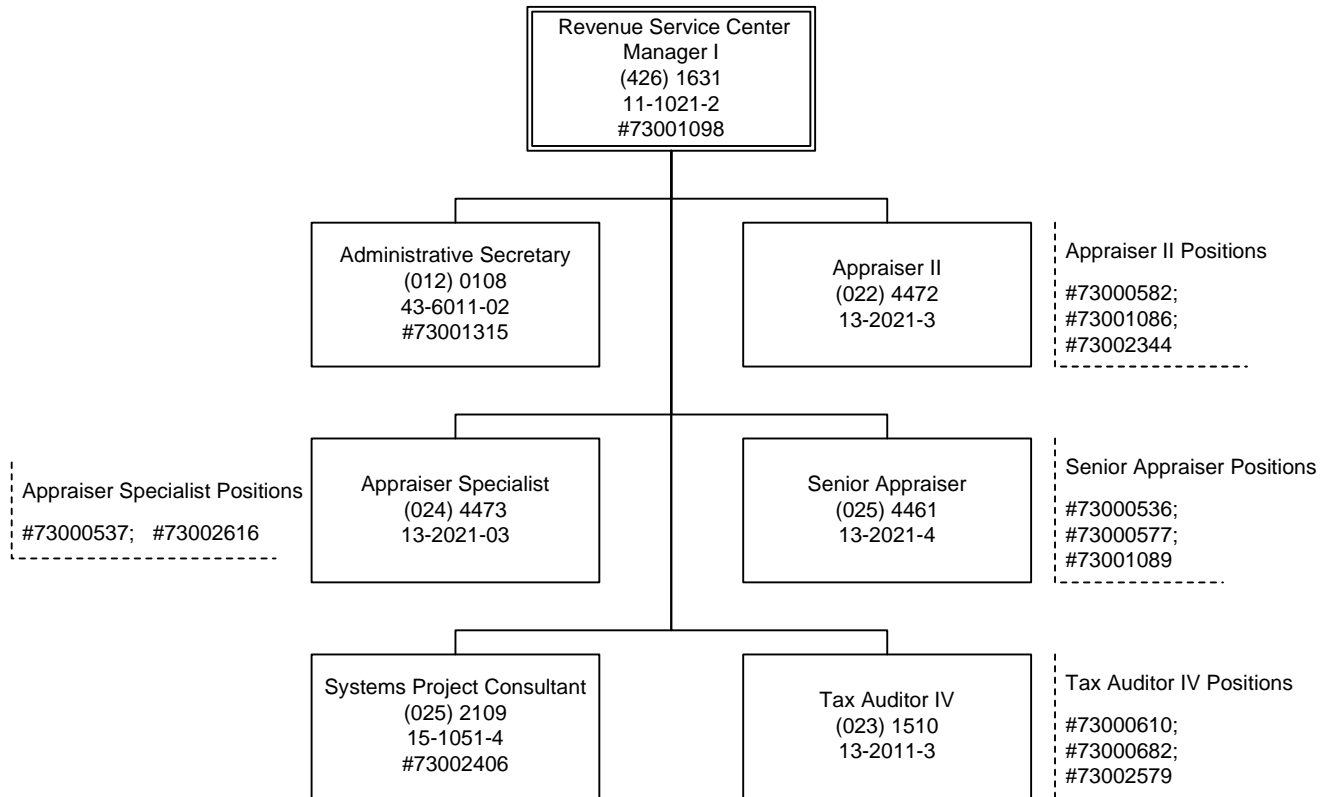 Revenue Service Center
Manager I
(426) 1631
11-1021-2
#73001098
Administrative Secretary
(012) 0108
43-6011-02
#73001315
Appraiser II
(022) 4472
13-2021-3
Appraiser II Positions
#73000582;
#73001086;
#73002344
Appraiser Specialist Positions
#73000537; #73002616
Appraiser Specialist
(024) 4473
13-2021-03
Senior Appraiser
(025) 4461
13-2021-4
Senior Appraiser Positions
#73000536;
#73000577;
#73001089
Systems Project Consultant
(025) 2109
15-1051-4
#73002406
Tax Auditor IV
(023) 1510
13-2011-3
Tax Auditor IV Positions
#73000610;
#73000682;
#73002579